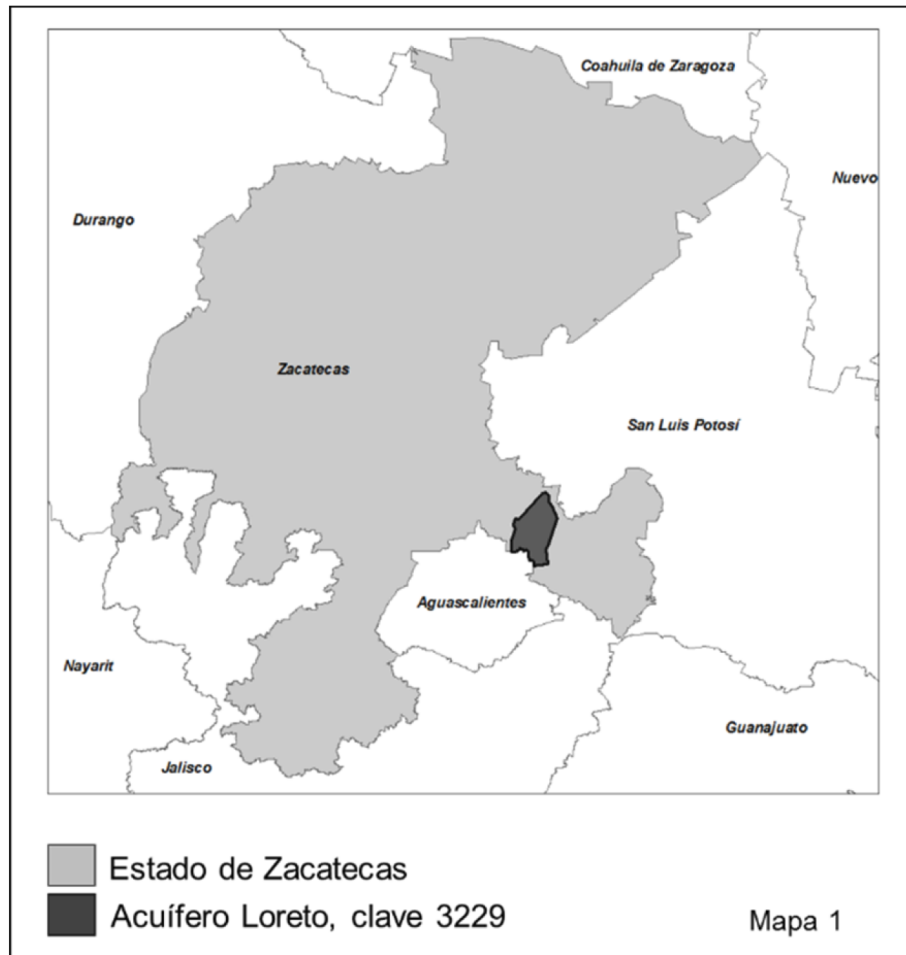 Coahuila de Zaragoza
Nuevo
Durango
Zacatecas
San Luis Potosí
Aguascalientes
Nayarit
Guanajuato
Jalisco
Estado de Zacatecas
Acuífero Loreto, clave 3229
Mapa 1